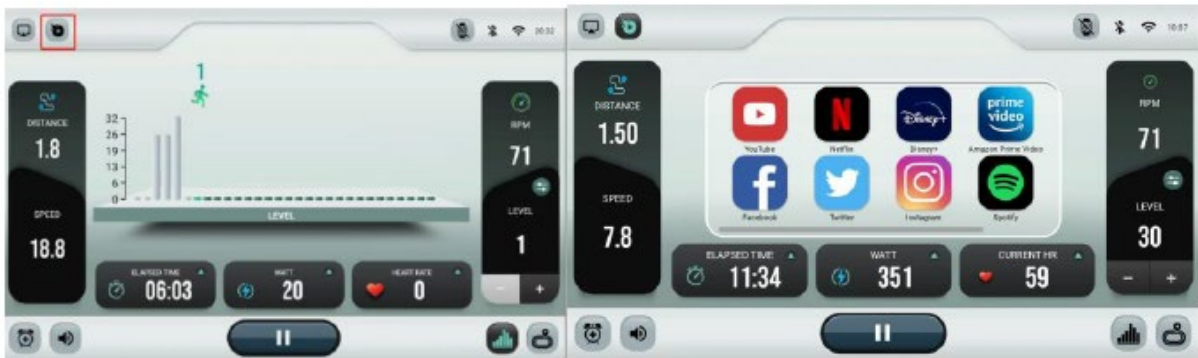 20:32
1
DISTANCE
1.8
SPEED
18.8
32
26
19
13
6
0
LEVEL
RPM
71
LEVEL
1
- +
ELAPSED TIME
06:03
WATT
20
HEART RATE
0
10:57
DISTANCE
1.50
SPEED
7.8
prime video
Disney+
YouTube Netflix Disney+ Amazon Prime Video
Facebook Twitter Instagram Spotify
RPM
71
LEVEL
30
- +
ELAPSED TIME
11:34
WATT
351
CURRENT HR
59